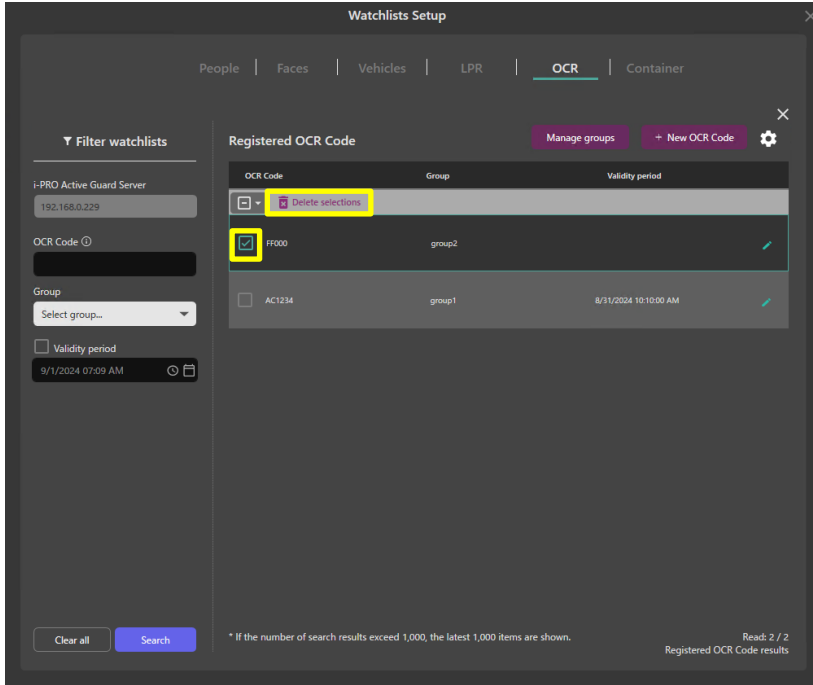 Watchlists Setup
People
Faces
Vehicles
LPR
OCR
Container
Filter watchlists
i-PRO Active Guard Server
192.168.0.229
OCR Code
Group
Select group...
Validity period
9/1/2024 07:09 AM
Clear all
Search
Registered OCR Code
Manage groups
+ New OCR Code
OCR Code Group Validity period
Delete selections
FF000 group2
AC1234 group1 8/31/2024 10:10:00 AM
* If the number of search results exceed 1,000, the latest 1,000 items are shown.
Read: 2 / 2
Registered OCR Code results